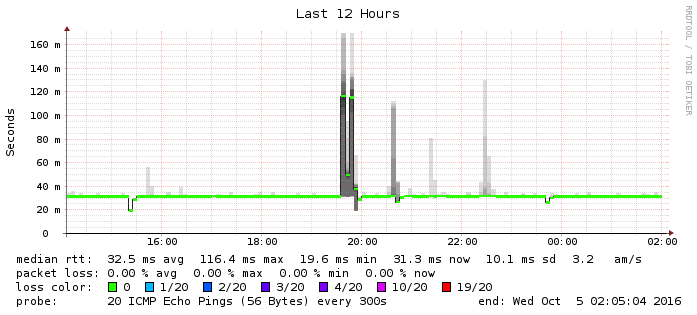 Last 12 Hours
RRDTOOL / TOBI OETIKER
Seconds
160 m
140 m
120 m
100 m
80 m
60 m
40 m
20 m
0
16:00 18:00 20:00 22:00 00:00 02:00
median rtt: 32.5 ms avg 116.4 ms max 19.6 ms min 31.3 ms now 10.1 ms sd 3.2 am/s
packet loss: 0.00 % avg 0.00 % max 0.00 % min 0.00 % now
loss color: 0 1/20 2/20 3/20 4/20 10/20 19/20
probe: 20 ICMP Echo Pings (56 Bytes) every 300s end: Wed Oct 5 02:05:04 2016